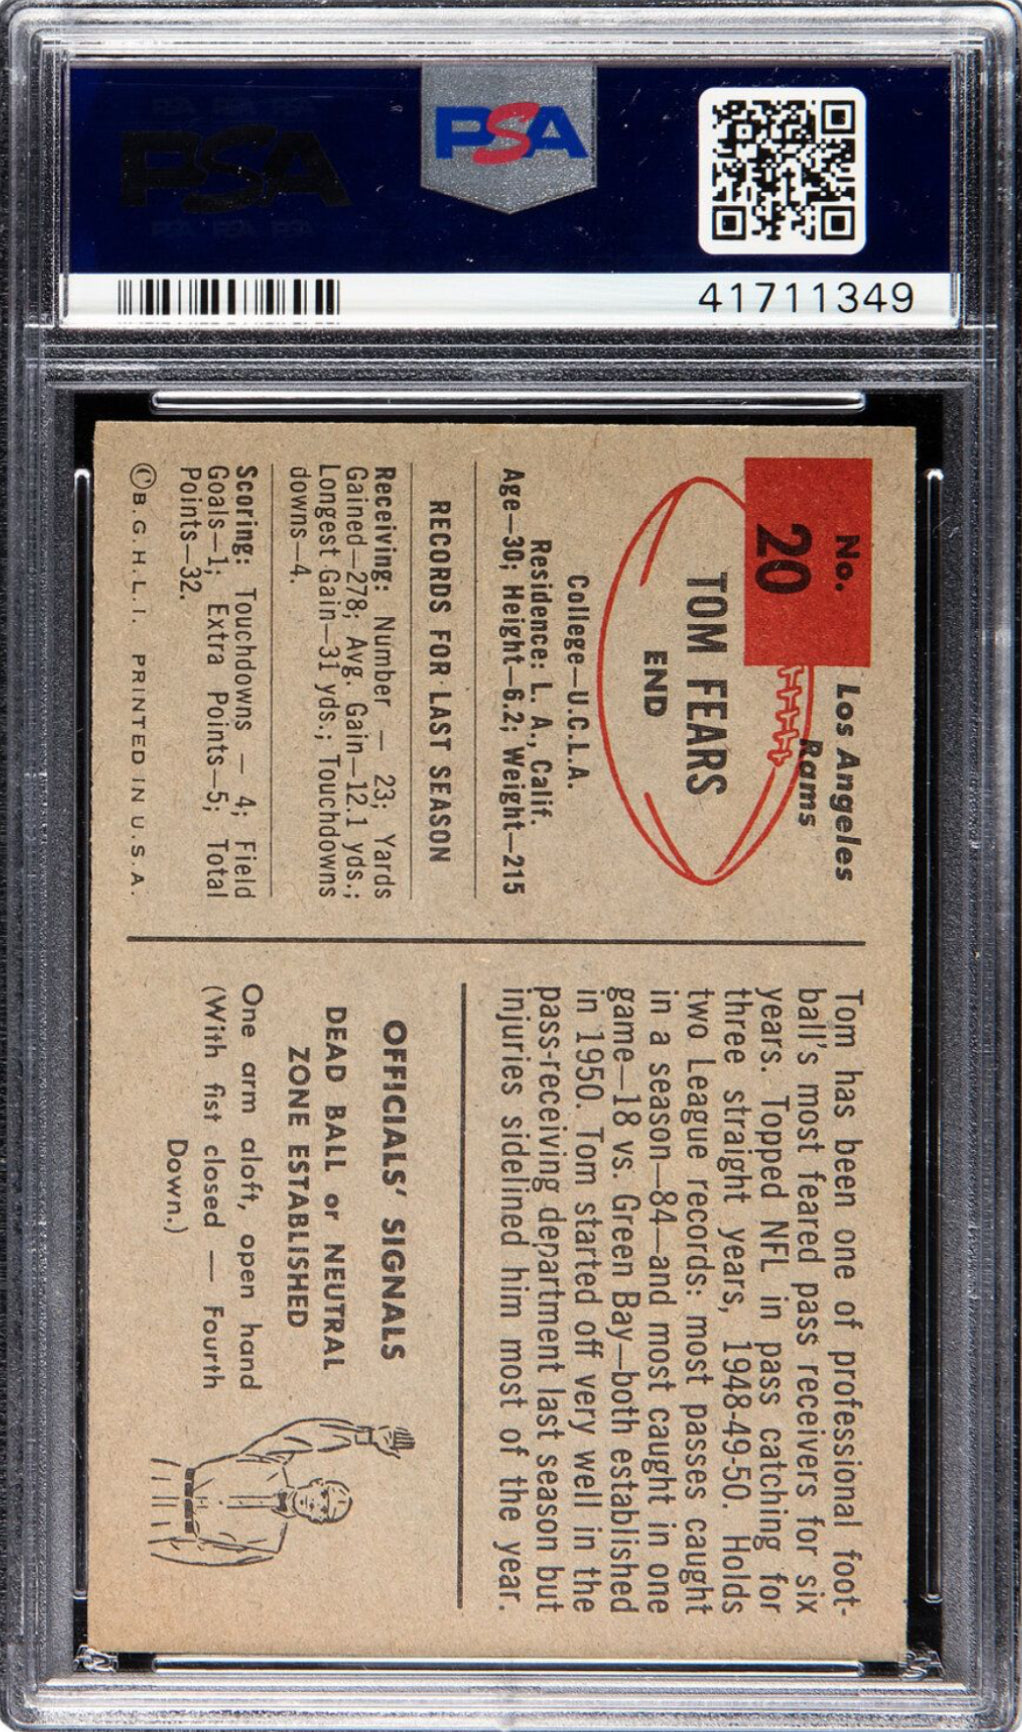 PSA
PSA
41711349
No.
20
Los Angeles
Rams
TOM FEARS
END
College—U.C.L.A.
Residence: L. A., Calif.
Age—30; Height—6.2; Weight—215
RECORDS FOR LAST SEASON
Receiving: Number — 23; Yards
Gained—278; Avg. Gain—12.1 yds.;
Longest Gain—31 yds.; Touchdowns
downs—4.
Scoring: Touchdowns — 4; Field
Goals—1; Extra Points—5; Total
Points—32.
©B.G.H.L.I. PRINTED IN U.S.A.
Tom has been one of professional foot-
ball's most feared pass receivers for six
years. Topped NFL in pass catching for
three straight years, 1948-49-50. Holds
two League records: most passes caught
in a season—84—and most caught in one
game—18 vs. Green Bay—both established
in 1950. Tom started off very well in the
pass-receiving department last season but
injuries sidelined him most of the year.
OFFICIALS' SIGNALS
DEAD BALL or NEUTRAL
ZONE ESTABLISHED
One arm aloft, open hand
(With fist closed — Fourth
Down.)